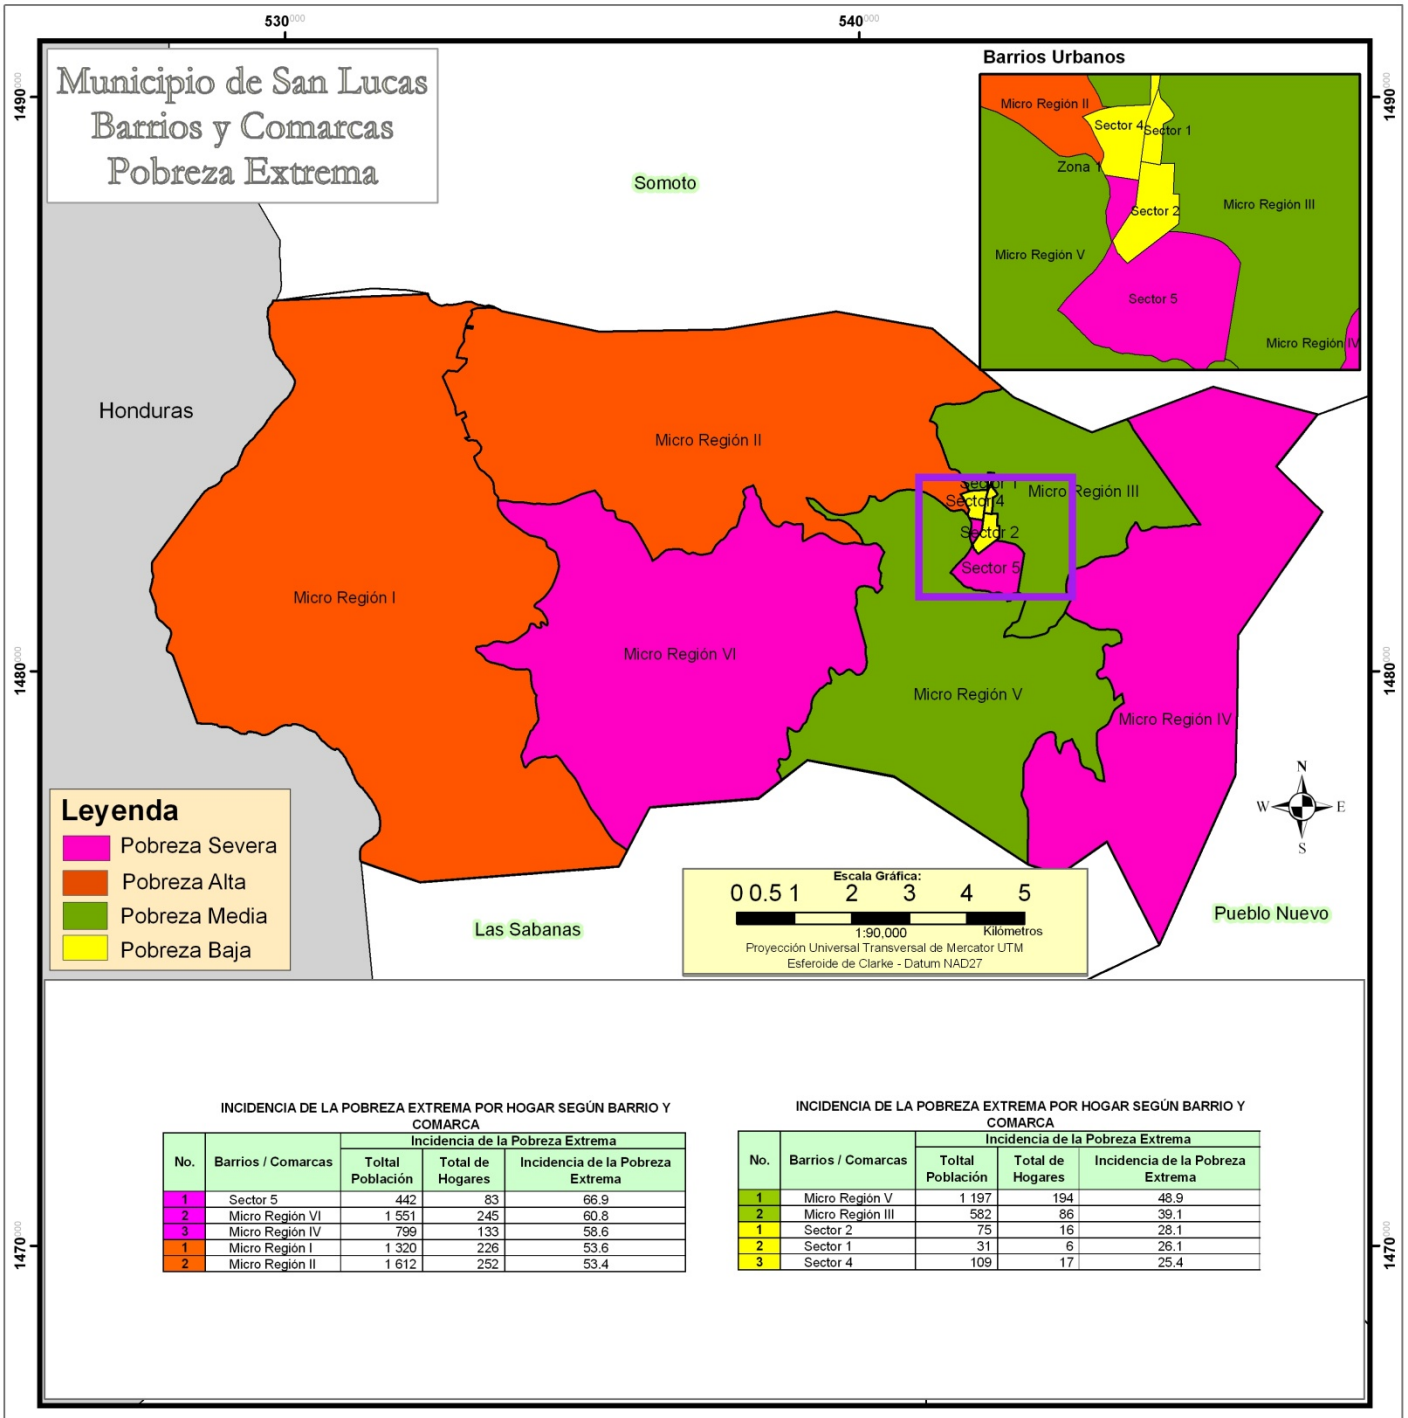 530000
540000
1490000
1490000
Municipio de San Lucas
Barrios y Comarcas
Pobreza Extrema
Barrios Urbanos
Micro Región II
Sector 4
Sector 1
Zona 1
Sector 2
Micro Región III
Micro Región V
Sector 5
Micro Región IV
Somoto
Honduras
Micro Región II
Sector 1
Micro Región III
Sector 4
Sector 2
Sector 5
Micro Región I
Micro Región VI
Micro Región V
Micro Región IV
1480000
1480000
N
W
E
S
Leyenda
Pobreza Severa
Pobreza Alta
Pobreza Media
Pobreza Baja
Las Sabanas
Pueblo Nuevo
Escala Gráfica:
0 0.5 1 2 3 4 5
1:90,000
Kilómetros
Proyección Universal Transversal de Mercator UTM
Esferoide de Clarke - Datum NAD27
INCIDENCIA DE LA POBREZA EXTREMA POR HOGAR SEGÚN BARRIO Y
COMARCA
No. Barrios / Comarcas Incidencia de la Pobreza Extrema
Toltal Población Total de Hogares Incidencia de la Pobreza Extrema
1 Sector 5 442 83 66.9
2 Micro Región VI 1 551 245 60.8
3 Micro Región IV 799 133 58.6
1 Micro Región I 1 320 226 53.6
2 Micro Región II 1 612 252 53.4
INCIDENCIA DE LA POBREZA EXTREMA POR HOGAR SEGÚN BARRIO Y
COMARCA
No. Barrios / Comarcas Incidencia de la Pobreza Extrema
Toltal Población Total de Hogares Incidencia de la Pobreza Extrema
1 Micro Región V 1 197 194 48.9
2 Micro Región III 582 86 39.1
1 Sector 2 75 16 28.1
2 Sector 1 31 6 26.1
3 Sector 4 109 17 25.4
1470000
1470000